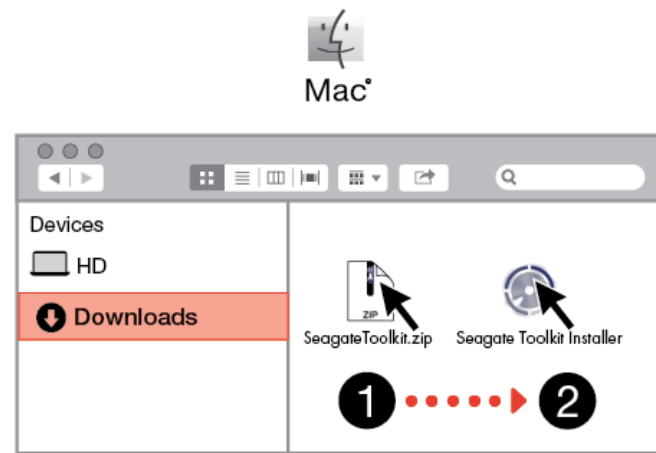 Mac
Devices
HD
Downloads
ZIP
SeagateToolkit.zip
Seagate Toolkit Installer
1
2